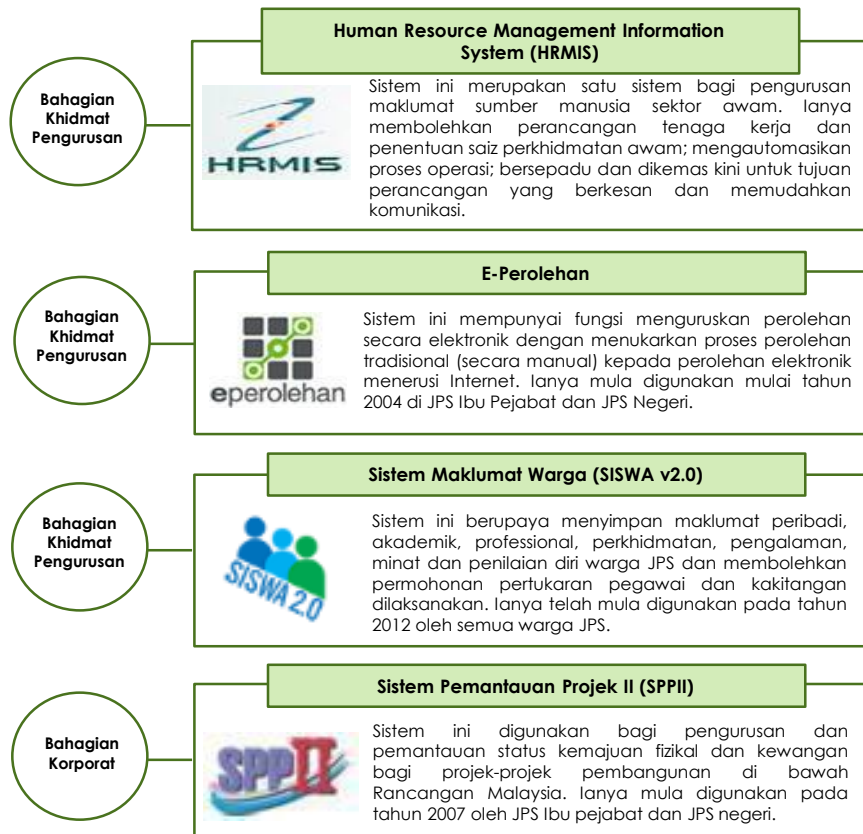 Human Resource Management Information
System (HRMIS)
Bahagian
Khidmat
Pengurusan
HRMIS
Sistem ini merupakan satu sistem bagi pengurusan
maklumat sumber manusia sektor awam. Ianya
membolehkan perancangan tenaga kerja dan
penentuan saiz perkhidmatan awam; mengautomasikan
proses operasi; bersepadu dan dikemas kini untuk tujuan
perancangan yang berkesan dan memudahkan
komunikasi.
E-Perolehan
Bahagian
Khidmat
Pengurusan
eperolehan
Sistem ini mempunyai fungsi menguruskan perolehan
secara elektronik dengan menukarkan proses perolehan
tradisional (secara manual) kepada perolehan elektronik
menerusi Internet. Ianya mula digunakan mulai tahun
2004 di JPS Ibu Pejabat dan JPS Negeri.
Sistem Maklumat Warga (SISWA v2.0)
Bahagian
Khidmat
Pengurusan
SISWA 2.0
Sistem ini berupaya menyimpan maklumat peribadi,
akademik, professional, perkhidmatan, pengalaman,
minat dan penilaian diri warga JPS dan membolehkan
permohonan pertukaran pegawai dan kakitangan
dilaksanakan. Ianya telah mula digunakan pada tahun
2012 oleh semua warga JPS.
Sistem Pemantauan Projek II (SPPII)
Bahagian
Korporat
SPPII
Sistem ini digunakan bagi pengurusan dan
pemantauan status kemajuan fizikal dan kewangan
bagi projek-projek pembangunan di bawah
Rancangan Malaysia. Ianya mula digunakan pada
tahun 2007 oleh JPS Ibu pejabat dan JPS negeri.